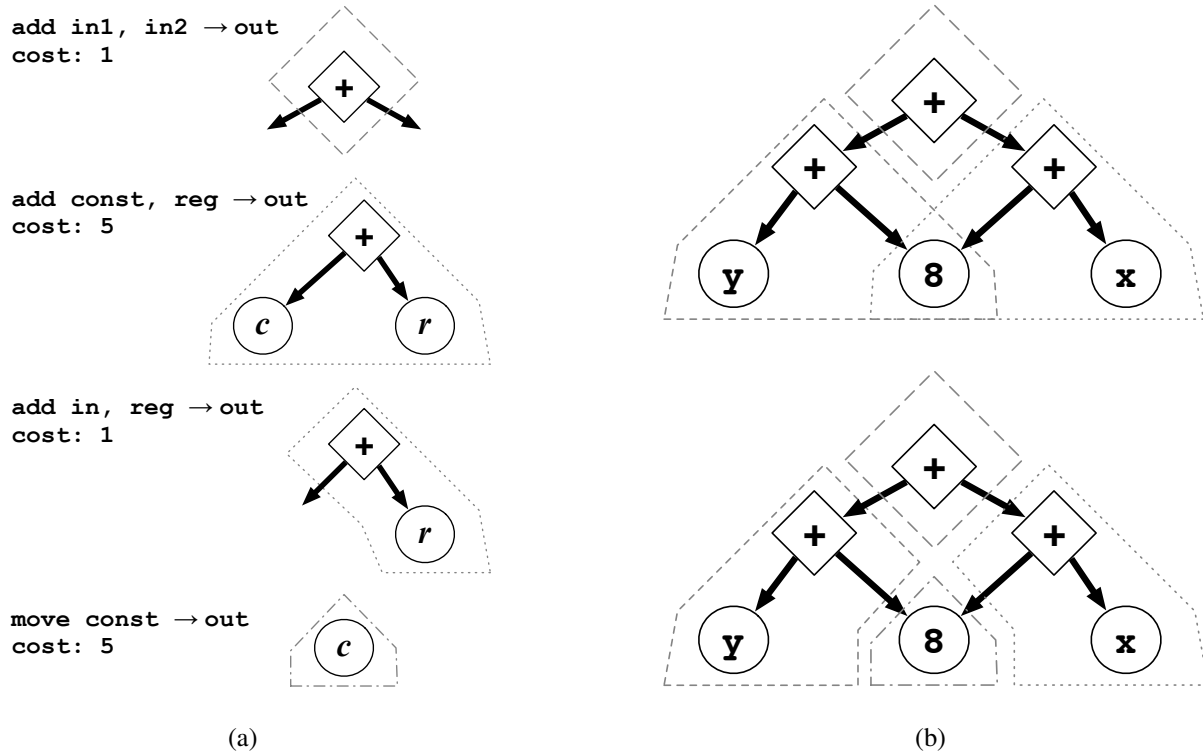 add in1, in2 → out
cost: 1
+
add const, reg → out
cost: 5
+
c
r
add in, reg → out
cost: 1
+
r
move const → out
cost: 5
c
(a)
+
+
+
y
8
x
+
+
+
y
8
x
(b)